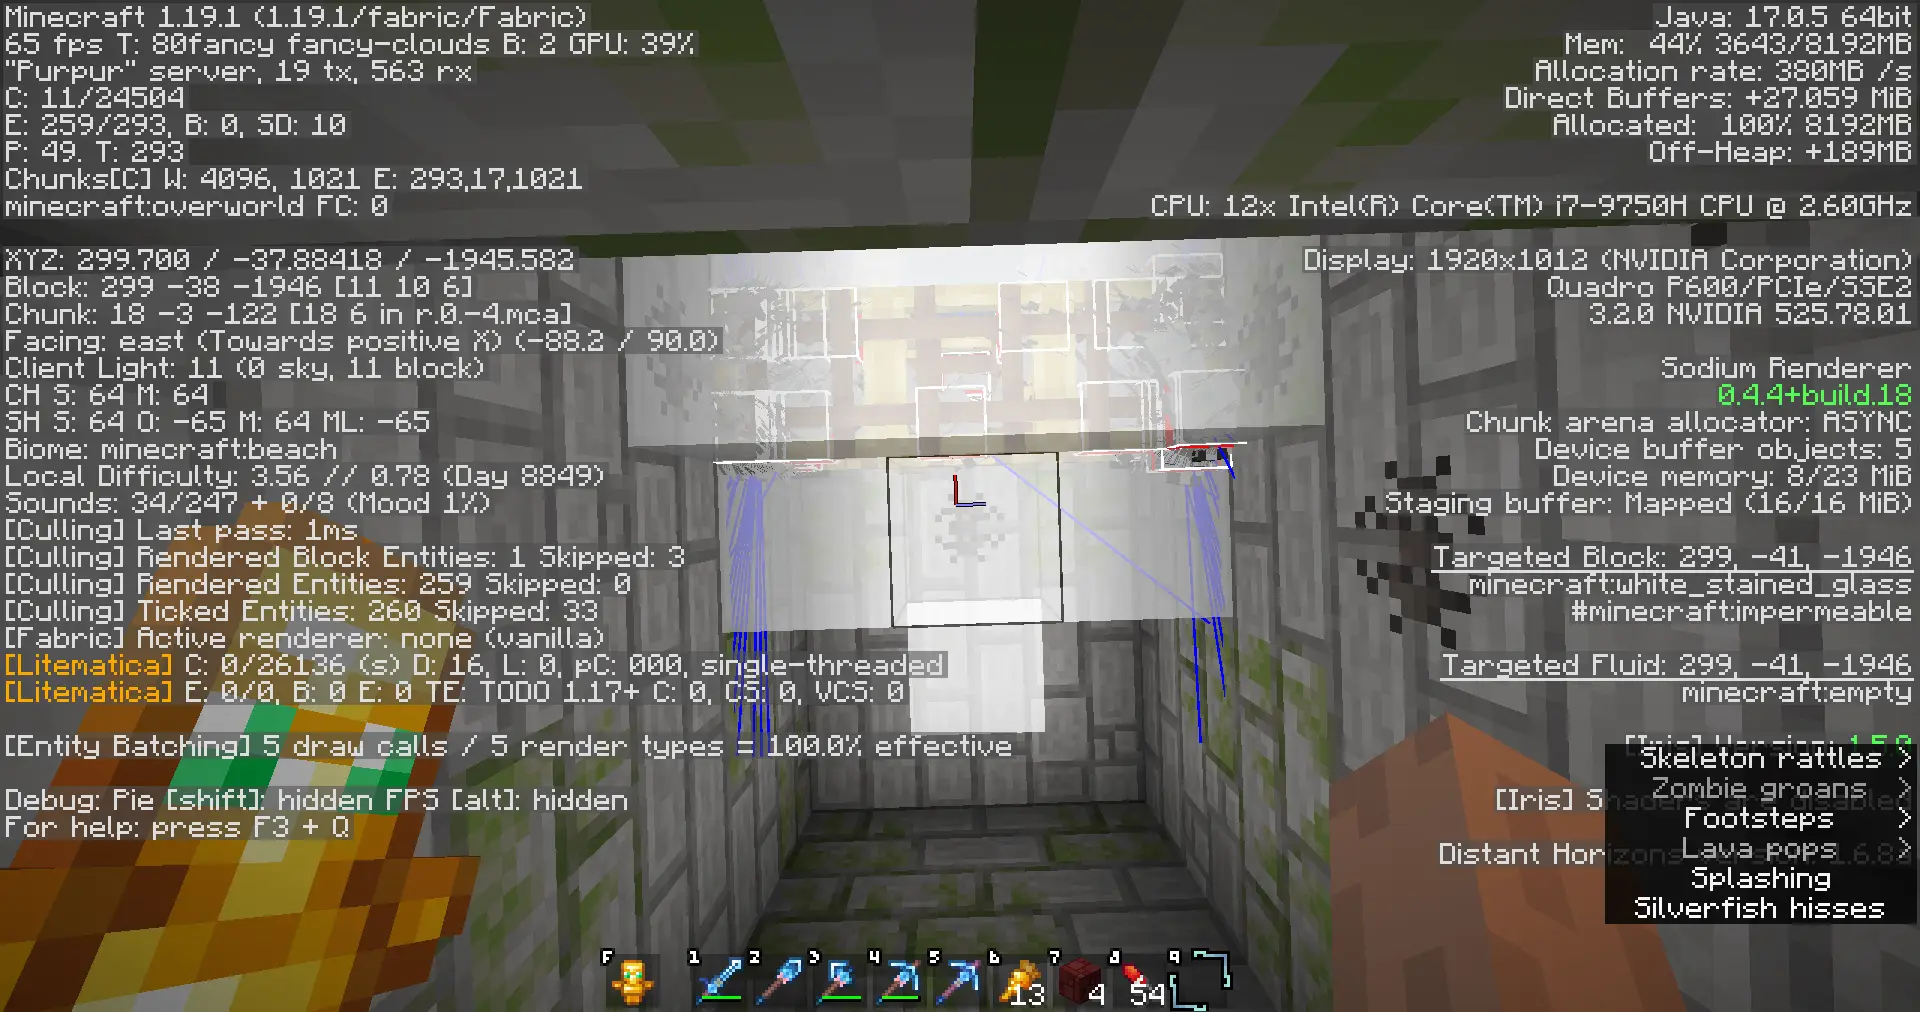 Minecraft 1.19.1 (1.19.1/fabric/Fabric)
65 fps T: 80fancy fancy-clouds B: 2 GPU: 39%
"Purpur" server, 19 tx, 563 rx
C: 11/24504
E: 259/293, B: 0, SD: 10
P: 49. T: 293
Chunks[C] W: 4096, 1021 E: 293,17,1021
minecraft:overworld FC: 0
XYZ: 299.700 / -37.88418 / -1945.582
Block: 299 -38 -1946 [11 10 6]
Chunk: 18 -3 -122 [18 6 in r.0.-4.mca]
Facing: east (Towards positive X) (-88.2 / 90.0)
Client Light: 11 (0 sky, 11 block)
CH S: 64 M: 64
SH S: 64 O: -65 M: 64 ML: -65
Biome: minecraft:beach
Local Difficulty: 3.56 // 0.78 (Day 8849)
Sounds: 34/247 + 0/8 (Mood 1%)
[Culling] Last pass: 1ms
[Culling] Rendered Block Entities: 1 Skipped: 3
[Culling] Rendered Entities: 259 Skipped: 0
[Culling] Ticked Entities: 260 Skipped: 33
[Fabric] Active renderer: none (vanilla)
[Litematica] C: 0/26136 (s) D: 16, L: 0, pC: 000, single-threaded
[Litematica] E: 0/0, B: 0 E: 0 TE: TODO 1.17+ C: 0, CS: 0, VCS: 0
[Entity Batching] 5 draw calls / 5 render types = 100.0% effective
Debug: Pie [shift]: hidden FPS [alt]: hidden
For help: press F3 + Q
Java: 17.0.5 64bit
Mem: 44% 3643/8192MB
Allocation rate: 380MB /s
Direct Buffers: +27.059 MiB
Allocated: 100% 8192MB
Off-Heap: +189MB
CPU: 12x Intel(R) Core(TM) i7-9750H CPU @ 2.60GHz
Display: 1920x1012 (NVIDIA Corporation)
Quadro P600/PCIe/SSE2
3.2.0 NVIDIA 525.78.01
Sodium Renderer
0.4.4+build.18
Chunk arena allocator: ASYNC
Device buffer objects: 5
Device memory: 8/23 MiB
Staging buffer: Mapped (16/16 MiB)
Targeted Block: 299, -41, -1946
minecraft:white_stained_glass
#minecraft:impermeable
Targeted Fluid: 299, -41, -1946
minecraft:empty
[Iris] Version:
[Iris]
Distant Horizons
Skeleton rattles >
Zombie groans >
Footsteps >
Lava pops >
Splashing
Silverfish hisses
F 1 2 3 4 5 6 7 8 9
13 4 54